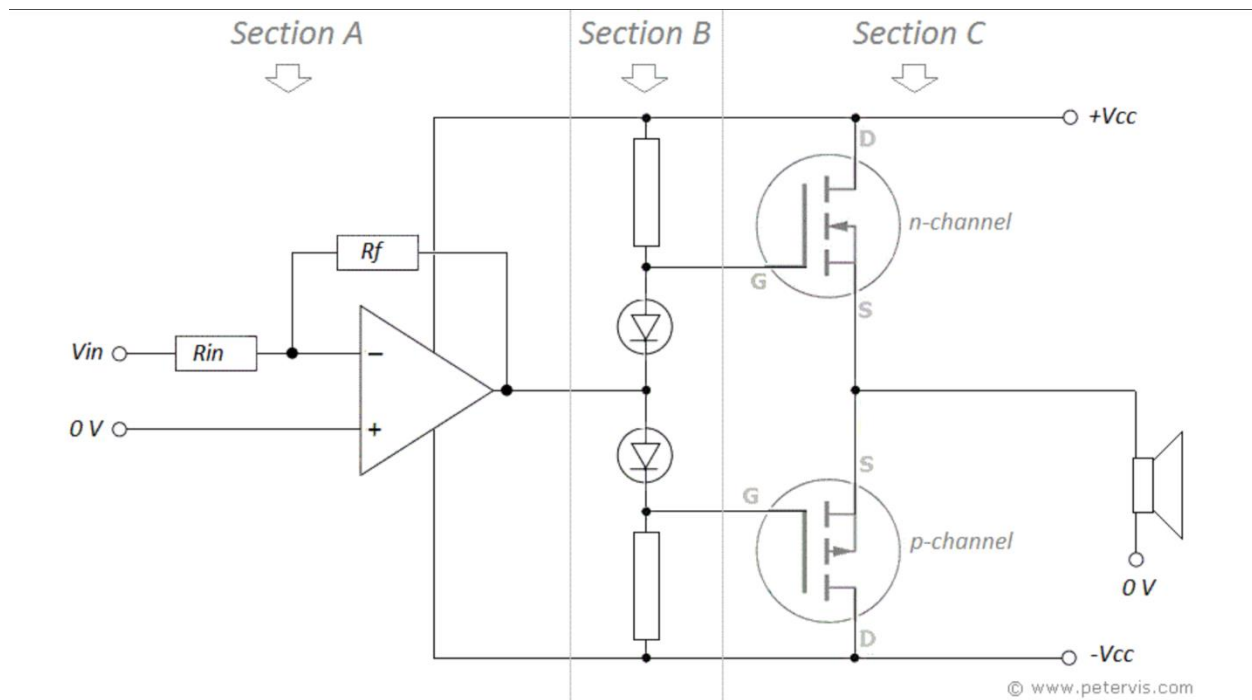 Section A
Section B
Section C
+Vcc
D
n-channel
Rf
G
S
Vin
Rin
−
0 V
+
S
G
p-channel
0 V
D
-Vcc
© www.petervis.com